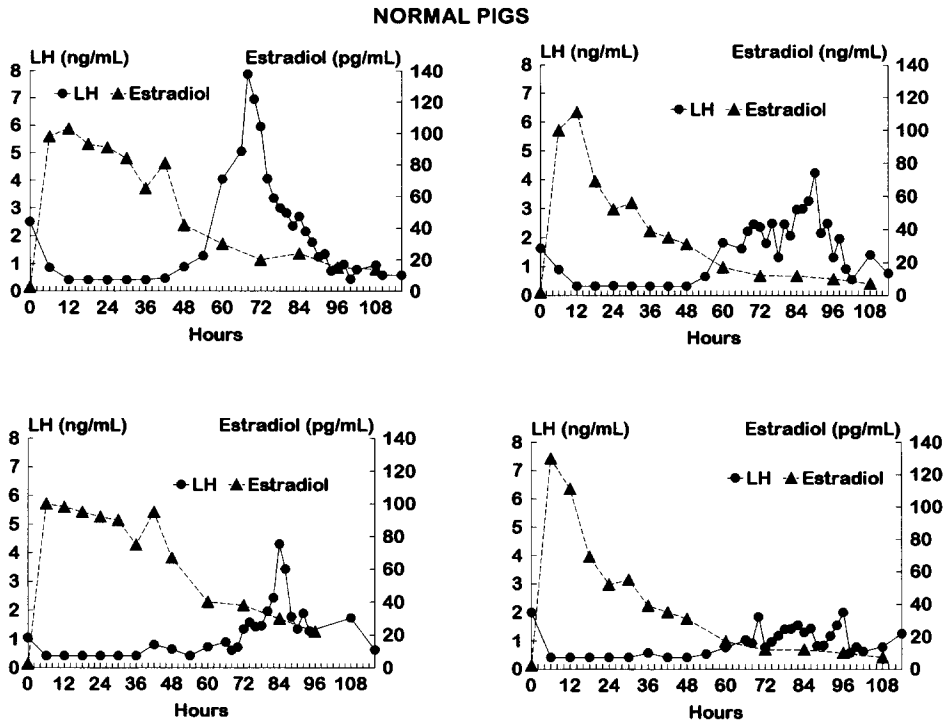 NORMAL PIGS
LH (ng/mL) Estradiol (pg/mL)
LH Estradiol
8 7 6 5 4 3 2 1 0
140 120 100 80 60 40 20 0
0 12 24 36 48 60 72 84 96 108
Hours
LH (ng/mL) Estradiol (ng/mL)
LH Estradiol
8 7 6 5 4 3 2 1 0
140 120 100 80 60 40 20 0
0 12 24 36 48 60 72 84 96 108
Hours
LH (ng/mL) Estradiol (pg/mL)
LH Estradiol
8 7 6 5 4 3 2 1 0
140 120 100 80 60 40 20 0
0 12 24 36 48 60 72 84 96 108
Hours
LH (ng/mL) Estradiol (pg/mL)
LH Estradiol
8 7 6 5 4 3 2 1 0
140 120 100 80 60 40 20 0
0 12 24 36 48 60 72 84 96 108
Hours